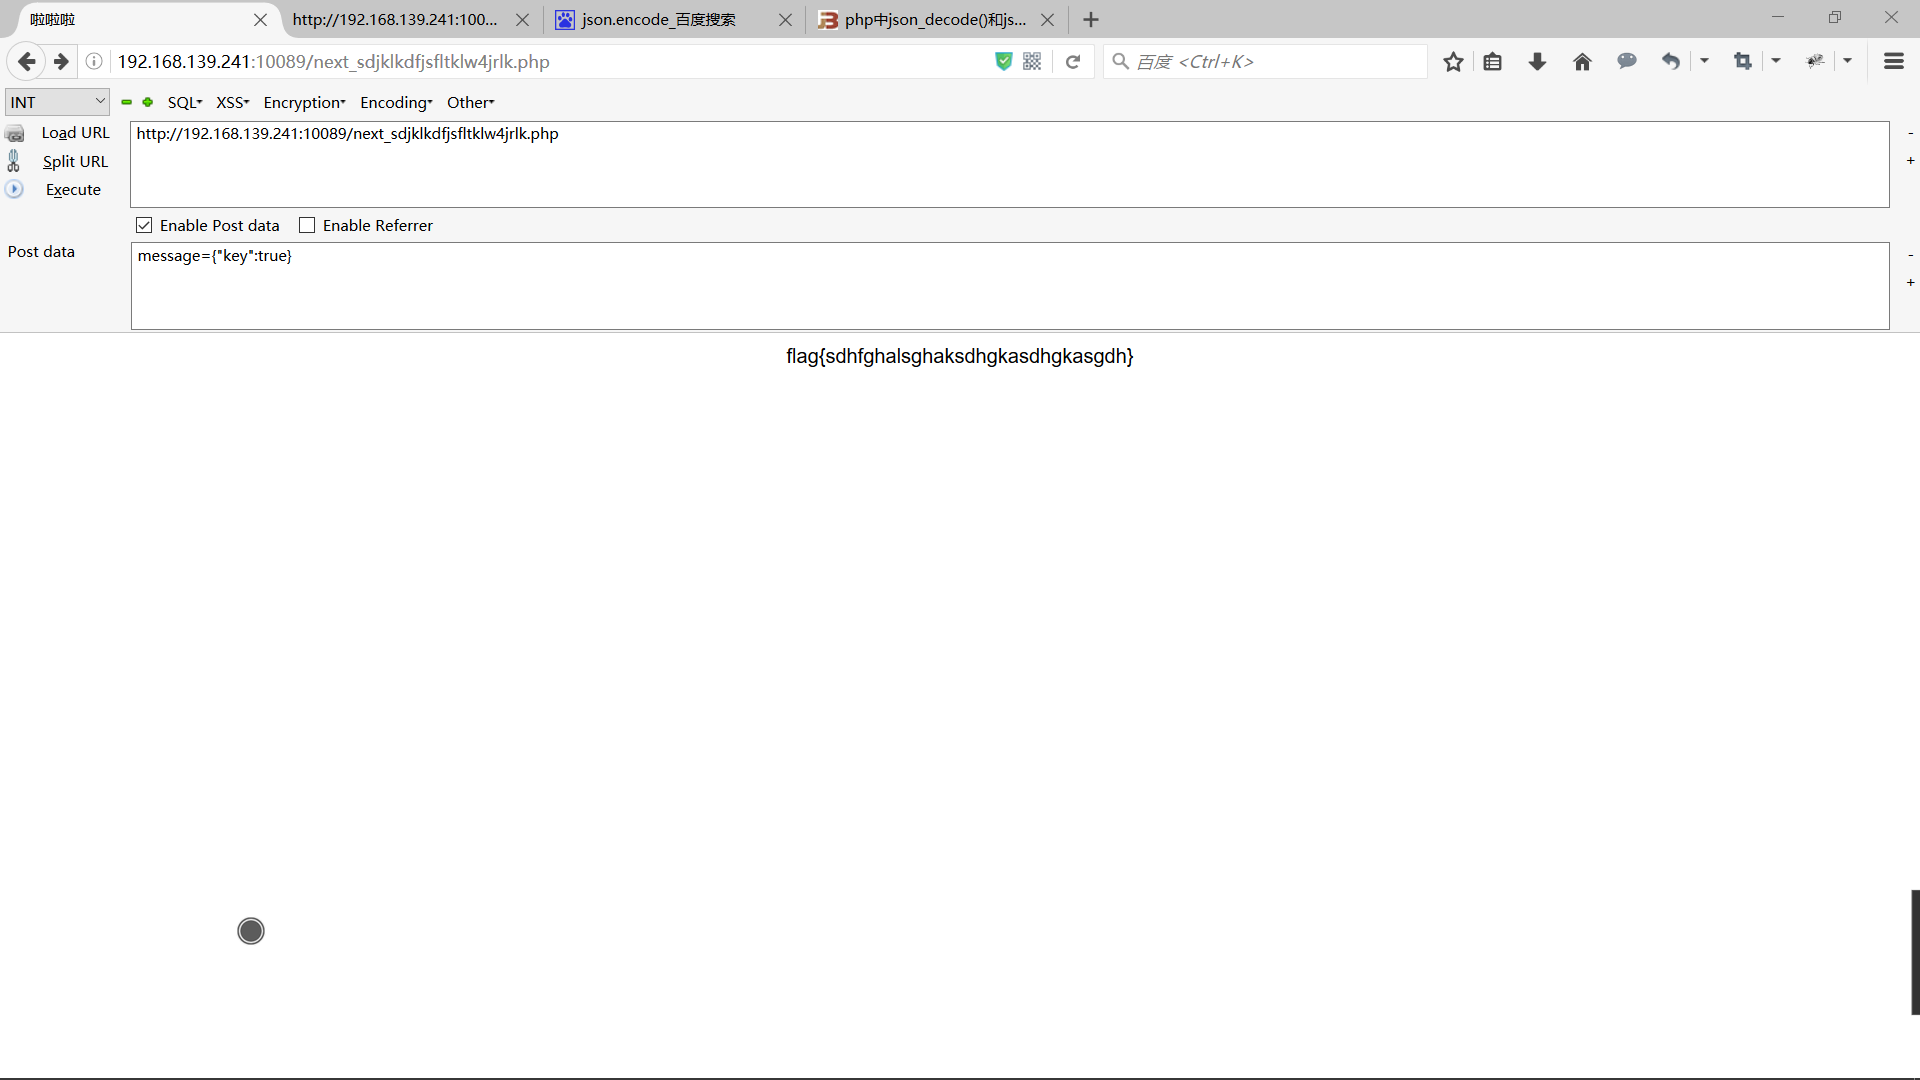 啦啦啦
http://192.168.139.241:100...
json.encode_百度搜索
php中json_decode()和js...
192.168.139.241:10089/next_sdjklkdfjsfltklw4jrlk.php
百度 <Ctrl+K>
INT
SQL
XSS
Encryption
Encoding
Other
Load URL
http://192.168.139.241:10089/next_sdjklkdfjsfltklw4jrlk.php
Split URL
Execute
Enable Post data
Enable Referrer
Post data
message={"key":true}
flag{sdhfghalsghaksdhgkasdhgkasgdh}